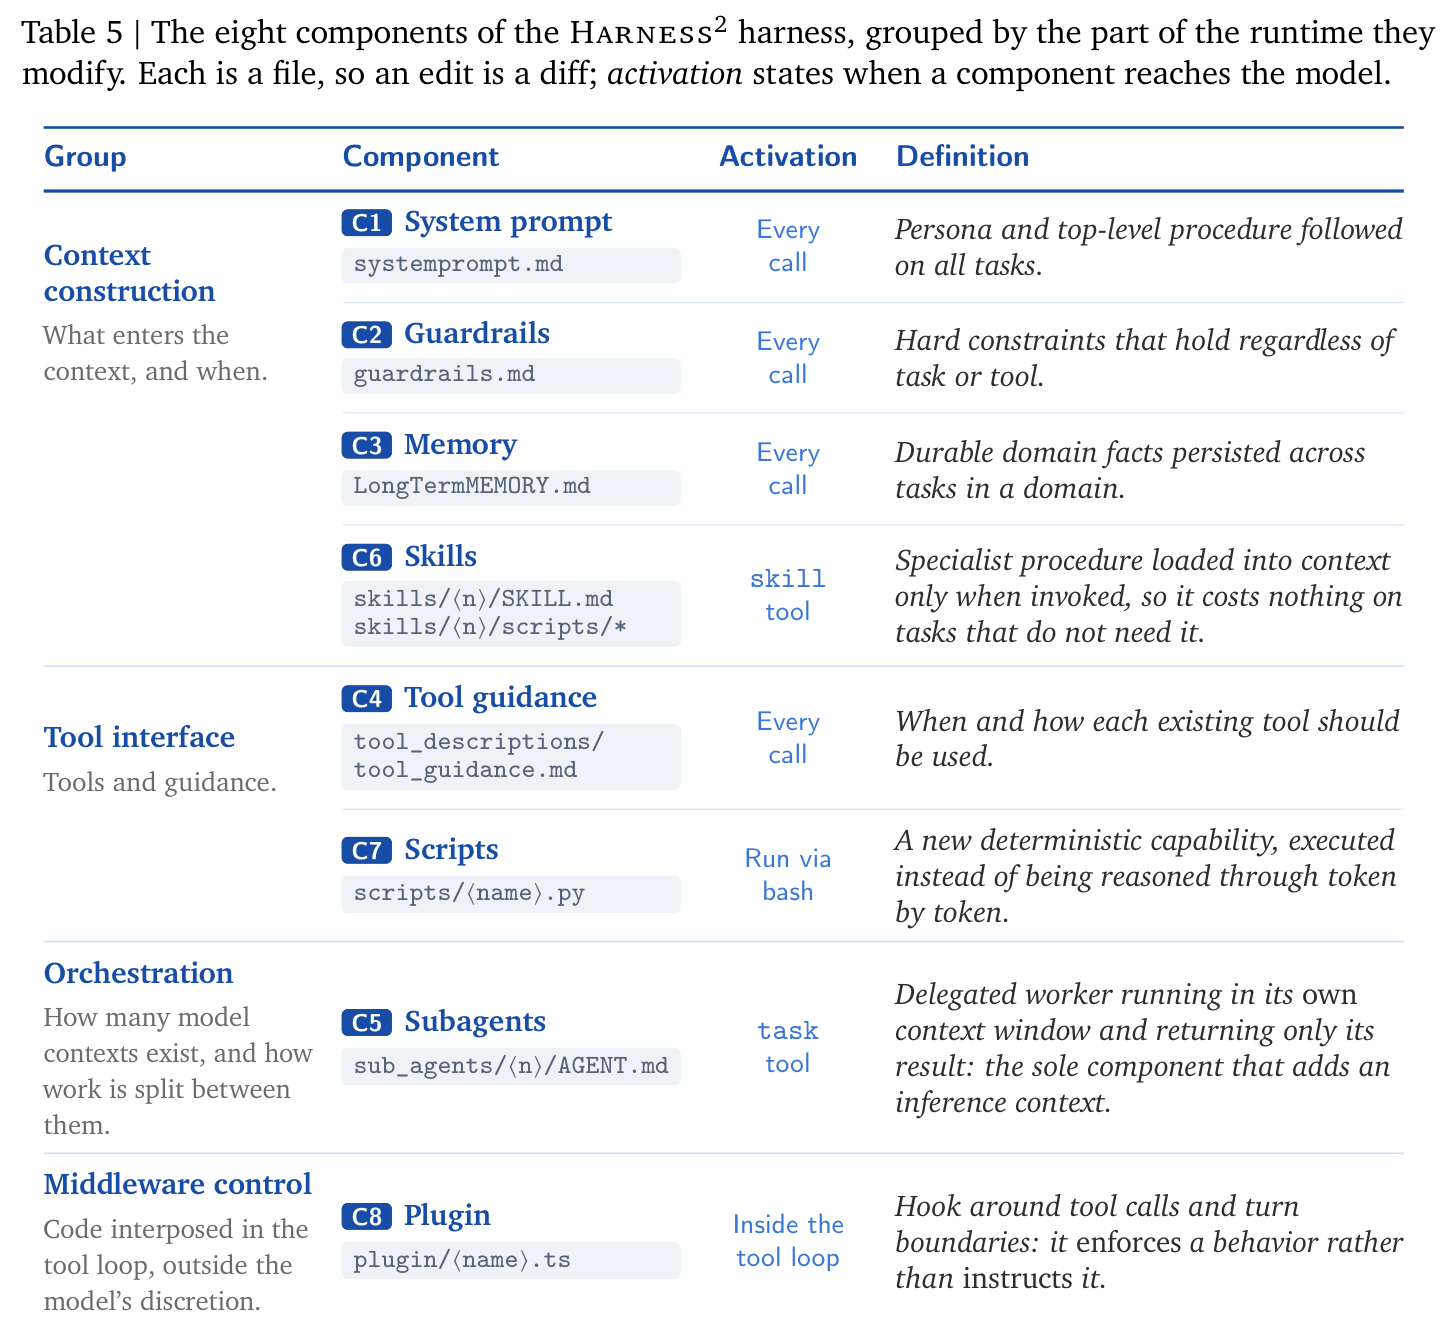 Table 5 | The eight components of the HARNESS² harness, grouped by the part of the runtime they
modify. Each is a file, so an edit is a diff; activation states when a component reaches the model.
Group Component Activation Definition
Context
construction
What enters the
context, and when.
C1 System prompt
systemprompt.md
Every
call
Persona and top-level procedure followed
on all tasks.
C2 Guardrails
guardrails.md
Every
call
Hard constraints that hold regardless of
task or tool.
C3 Memory
LongTermMEMORY.md
Every
call
Durable domain facts persisted across
tasks in a domain.
C6 Skills
skills/⟨n⟩/SKILL.md
skills/⟨n⟩/scripts/*
skill
tool
Specialist procedure loaded into context
only when invoked, so it costs nothing on
tasks that do not need it.
Tool interface
Tools and guidance.
C4 Tool guidance
tool_descriptions/
tool_guidance.md
Every
call
When and how each existing tool should
be used.
C7 Scripts
scripts/⟨name⟩.py
Run via
bash
A new deterministic capability, executed
instead of being reasoned through token
by token.
Orchestration
How many model
contexts exist, and how
work is split between
them.
C5 Subagents
sub_agents/⟨n⟩/AGENT.md
task
tool
Delegated worker running in its own
context window and returning only its
result: the sole component that adds an
inference context.
Middleware control
Code interposed in the
tool loop, outside the
model's discretion.
C8 Plugin
plugin/⟨name⟩.ts
Inside the
tool loop
Hook around tool calls and turn
boundaries: it enforces a behavior rather
than instructs it.